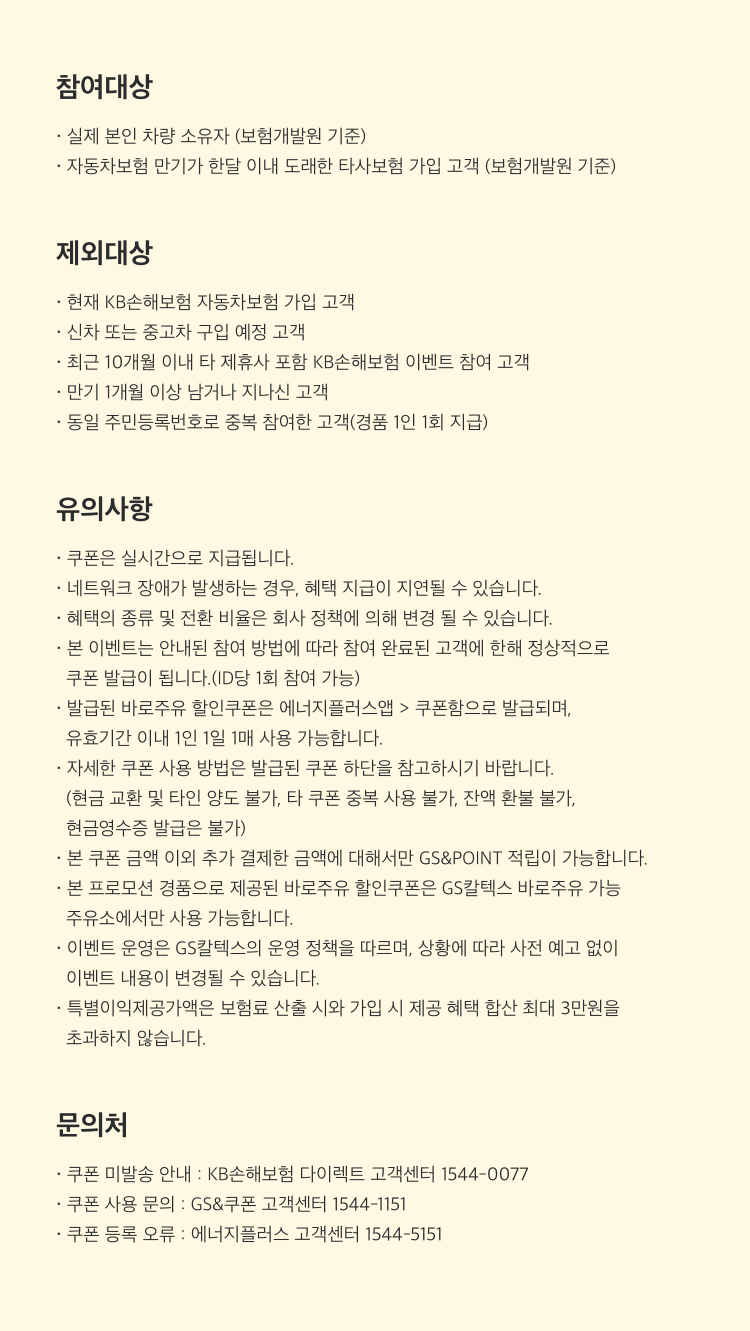 참여대상
· 실제 본인 차량 소유자 (보험개발원 기준)
· 자동차보험 만기가 한달 이내 도래한 타사보험 가입 고객 (보험개발원 기준)
제외대상
· 현재 KB손해보험 자동차보험 가입 고객
· 신차 또는 중고차 구입 예정 고객
· 최근 10개월 이내 타 제휴사 포함 KB손해보험 이벤트 참여 고객
· 만기 1개월 이상 남거나 지나신 고객
· 동일 주민등록번호로 중복 참여한 고객(경품 1인 1회 지급)
유의사항
· 쿠폰은 실시간으로 지급됩니다.
· 네트워크 장애가 발생하는 경우, 혜택 지급이 지연될 수 있습니다.
· 혜택의 종류 및 전환 비율은 회사 정책에 의해 변경 될 수 있습니다.
· 본 이벤트는 안내된 참여 방법에 따라 참여 완료된 고객에 한해 정상적으로
쿠폰 발급이 됩니다.(ID당 1회 참여 가능)
· 발급된 바로주유 할인쿠폰은 에너지플러스앱 > 쿠폰함으로 발급되며,
유효기간 이내 1인 1일 1매 사용 가능합니다.
· 자세한 쿠폰 사용 방법은 발급된 쿠폰 하단을 참고하시기 바랍니다.
(현금 교환 및 타인 양도 불가, 타 쿠폰 중복 사용 불가, 잔액 환불 불가,
현금영수증 발급은 불가)
· 본 쿠폰 금액 이외 추가 결제한 금액에 대해서만 GS&POINT 적립이 가능합니다.
· 본 프로모션 경품으로 제공된 바로주유 할인쿠폰은 GS칼텍스 바로주유 가능
주유소에서만 사용 가능합니다.
· 이벤트 운영은 GS칼텍스의 운영 정책을 따르며, 상황에 따라 사전 예고 없이
이벤트 내용이 변경될 수 있습니다.
· 특별이익제공가액은 보험료 산출 시와 가입 시 제공 혜택 합산 최대 3만원을
초과하지 않습니다.
문의처
· 쿠폰 미발송 안내 : KB손해보험 다이렉트 고객센터 1544-0077
· 쿠폰 사용 문의 : GS&쿠폰 고객센터 1544-1151
· 쿠폰 등록 오류 : 에너지플러스 고객센터 1544-5151